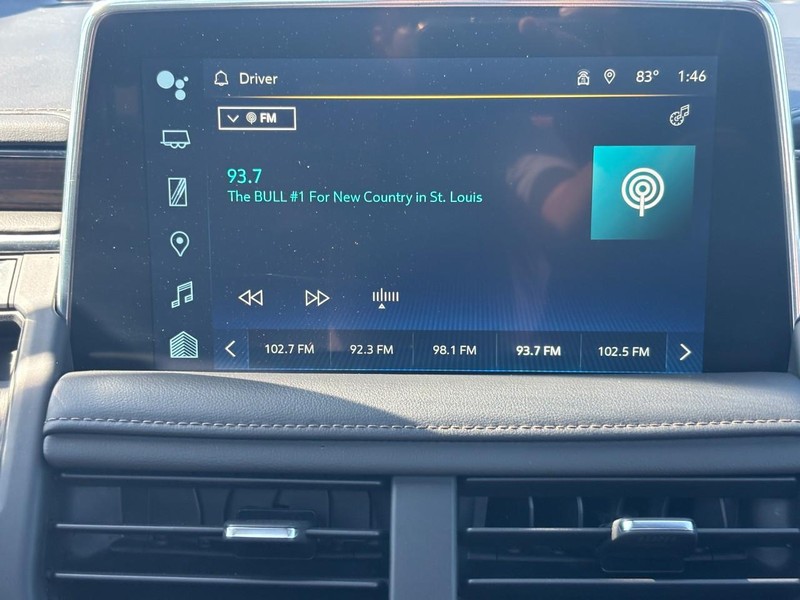 Driver
83° 1:46
FM
93.7
The BULL #1 For New Country in St. Louis
102.7 FM 92.3 FM 98.1 FM 93.7 FM 102.5 FM